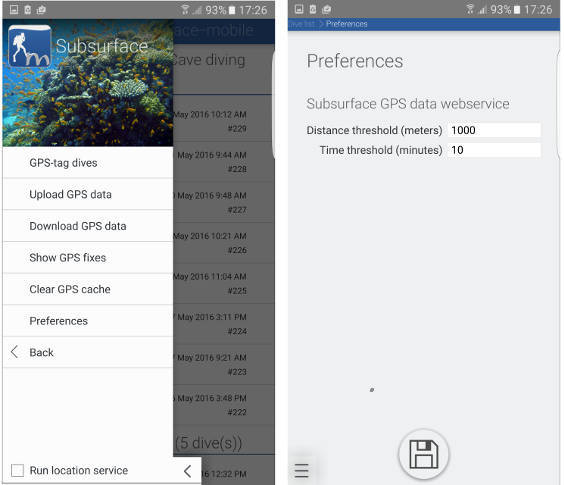 93% 17:26
Subsurface
ace-mobile
Cave diving
May 2016 10:12 AM
#229
GPS-tag dives
May 2016 9:44 AM
#228
Upload GPS data
May 2016 9:48 AM
#227
Download GPS data
May 2016 10:21 AM
#226
Show GPS fixes
May 2016 11:04 AM
#225
Clear GPS cache
May 2016 3:11 PM
#224
Preferences
May 2016 9:21 AM
#223
Back
May 2016 3:48 PM
#222
(5 dive(s))
Run location service
16 12:32 PM
93% 17:26
Dive list > Preferences
Preferences
Subsurface GPS data webservice
Distance threshold (meters) 1000
Time threshold (minutes) 10